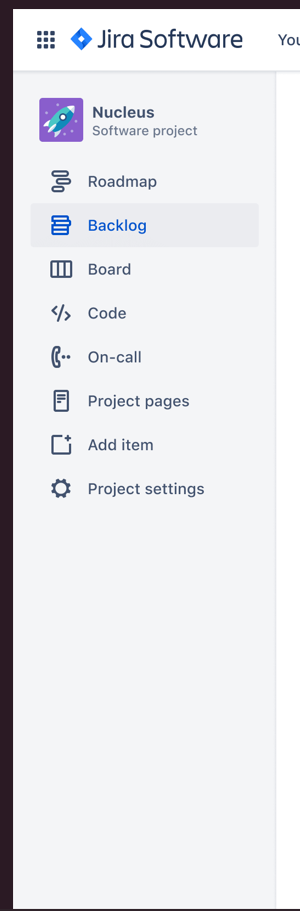 Jira Software
You
Nucleus
Software project
Roadmap
Backlog
Board
Code
On-call
Project pages
Add item
Project settings